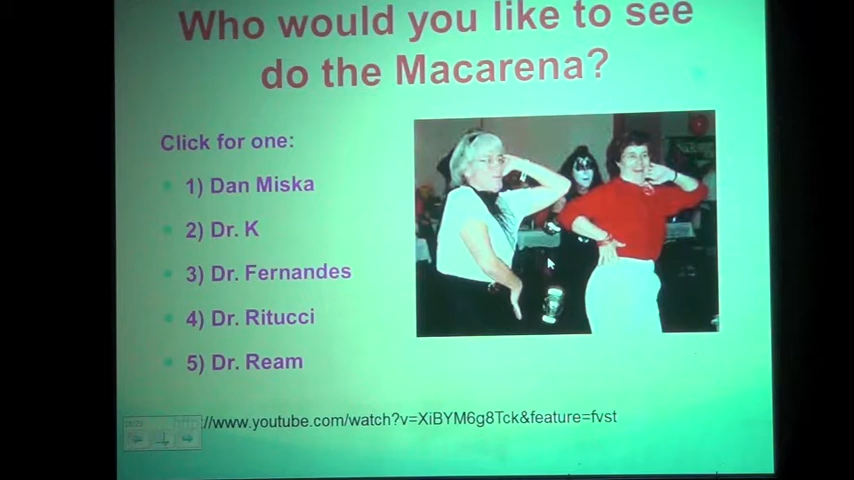 Who would you like to see
do the Macarena?
Click for one:
1) Dan Miska
2) Dr. K
3) Dr. Fernandes
4) Dr. Ritucci
5) Dr. Ream
://www.youtube.com/watch?v=XiBYM6g8Tck&feature=fvst